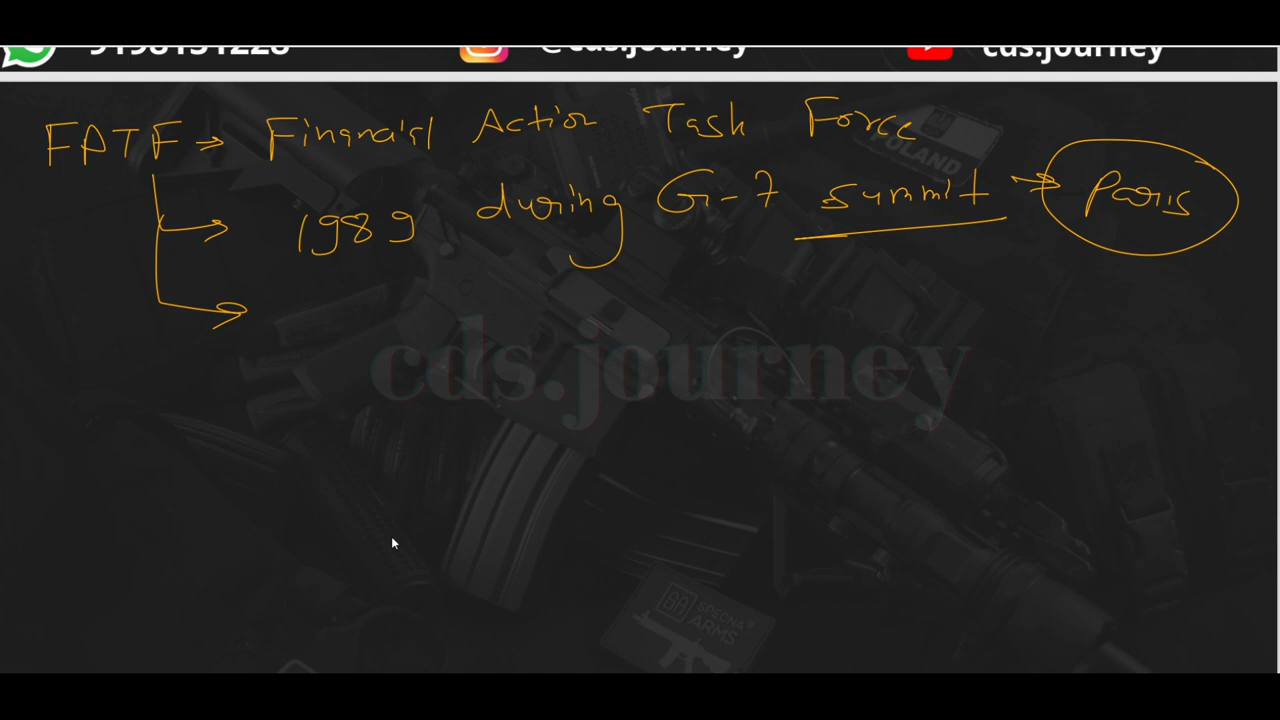 @cds.journey cds.journey
FATF ⇒ Financial Action Task Force
→ 1989 during G-7 summit → Paris
→
cds.journey
POLAND
SA SPECNA ARMS